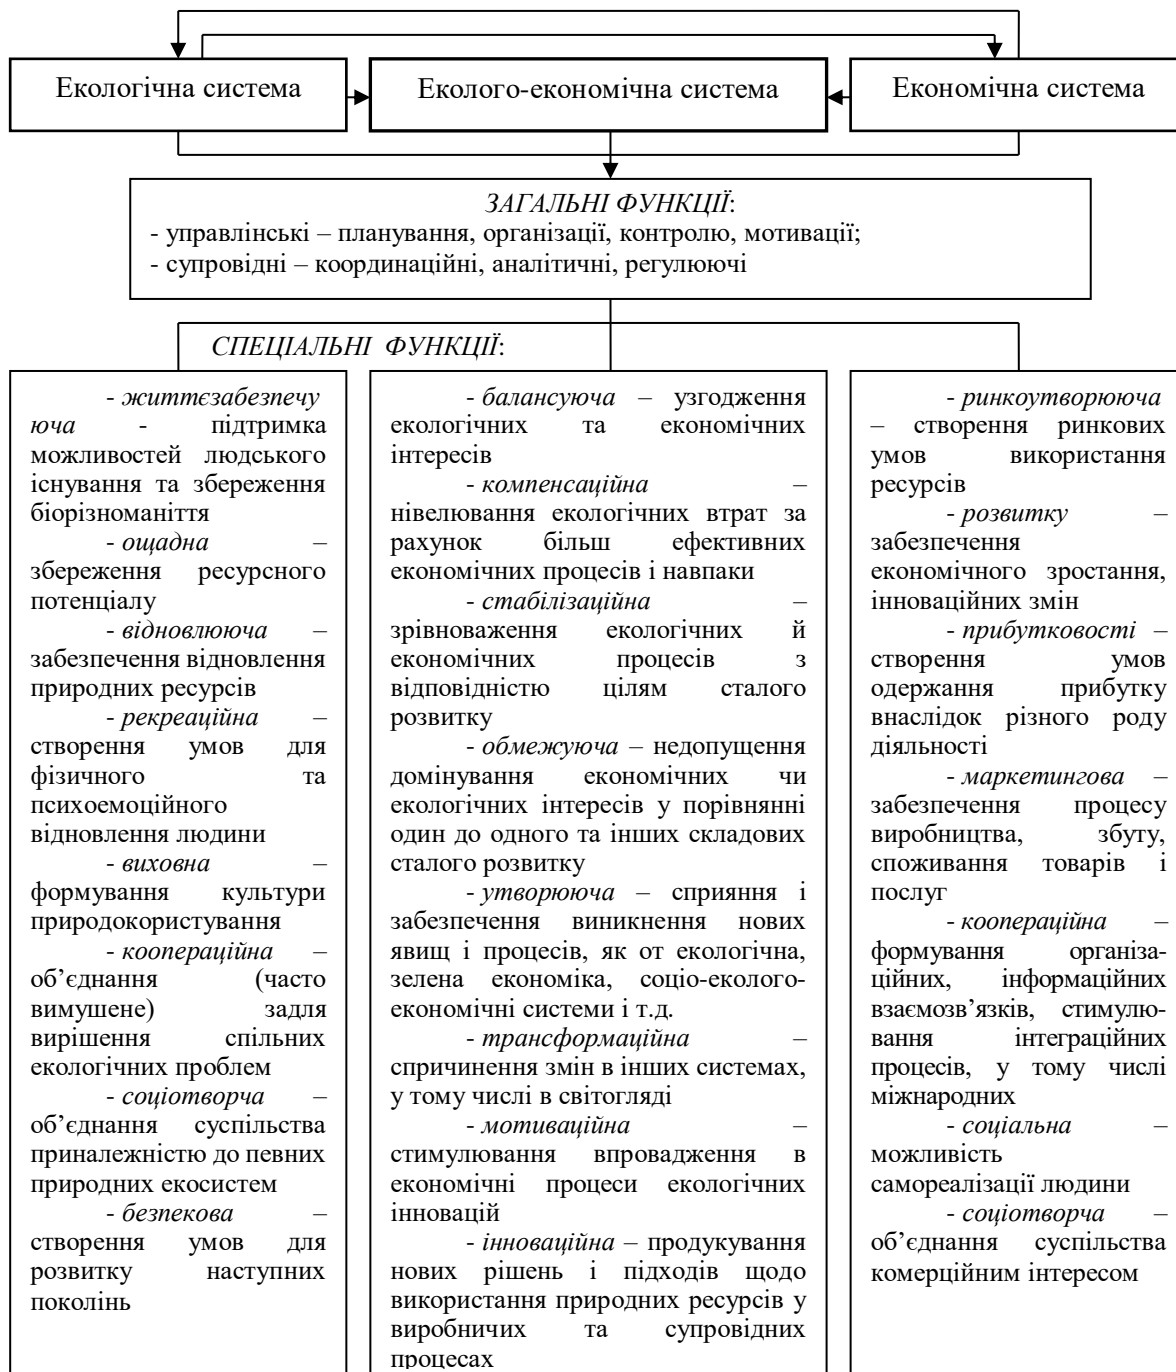 Екологічна система
Еколого-економічна система
Економічна система
ЗАГАЛЬНІ ФУНКЦІЇ:
- управлінські – планування, організації, контролю, мотивації;
- супровідні – координаційні, аналітичні, регулюючі
СПЕЦІАЛЬНІ ФУНКЦІЇ:
- життєзабезпечу
юча - підтримка
можливостей людського
існування та збереження
біорізноманіття
- ощадна –
збереження ресурсного
потенціалу
- відновлююча –
забезпечення відновлення
природних ресурсів
- рекреаційна –
створення умов для
фізичного та
психоемоційного
відновлення людини
- виховна –
формування культури
природокористування
- коопераційна –
об’єднання (часто
вимушене) задля
вирішення спільних
екологічних проблем
- соціотворча –
об’єднання суспільства
приналежністю до певних
природних екосистем
- безпекова –
створення умов для
розвитку наступних
поколінь
- балансуюча – узгодження
екологічних та економічних
інтересів
- компенсаційна –
нівелювання екологічних втрат за
рахунок більш ефективних
економічних процесів і навпаки
- стабілізаційна –
зрівноваження екологічних й
економічних процесів з
відповідністю цілям сталого
розвитку
- обмежуюча – недопущення
домінування економічних чи
екологічних інтересів у порівнянні
один до одного та інших складових
сталого розвитку
- утворююча – сприяння і
забезпечення виникнення нових
явищ і процесів, як от екологічна,
зелена економіка, соціо-еколого-
економічні системи і т.д.
- трансформаційна –
спричинення змін в інших системах,
у тому числі в світогляді
- мотиваційна –
стимулювання впровадження в
економічні процеси екологічних
інновацій
- інноваційна – продукування
нових рішень і підходів щодо
використання природних ресурсів у
виробничих та супровідних
процесах
- ринкоутворююча
– створення ринкових
умов використання
ресурсів
- розвитку –
забезпечення
економічного зростання,
інноваційних змін
- прибутковості –
створення умов
одержання прибутку
внаслідок різного роду
діяльності
- маркетингова –
забезпечення процесу
виробництва, збуту,
споживання товарів і
послуг
- коопераційна –
формування організа-
ційних, інформаційних
взаємозв’язків, стимулю-
вання інтеграційних
процесів, у тому числі
міжнародних
- соціальна –
можливість
самореалізації людини
- соціотворча –
об’єднання суспільства
комерційним інтересом